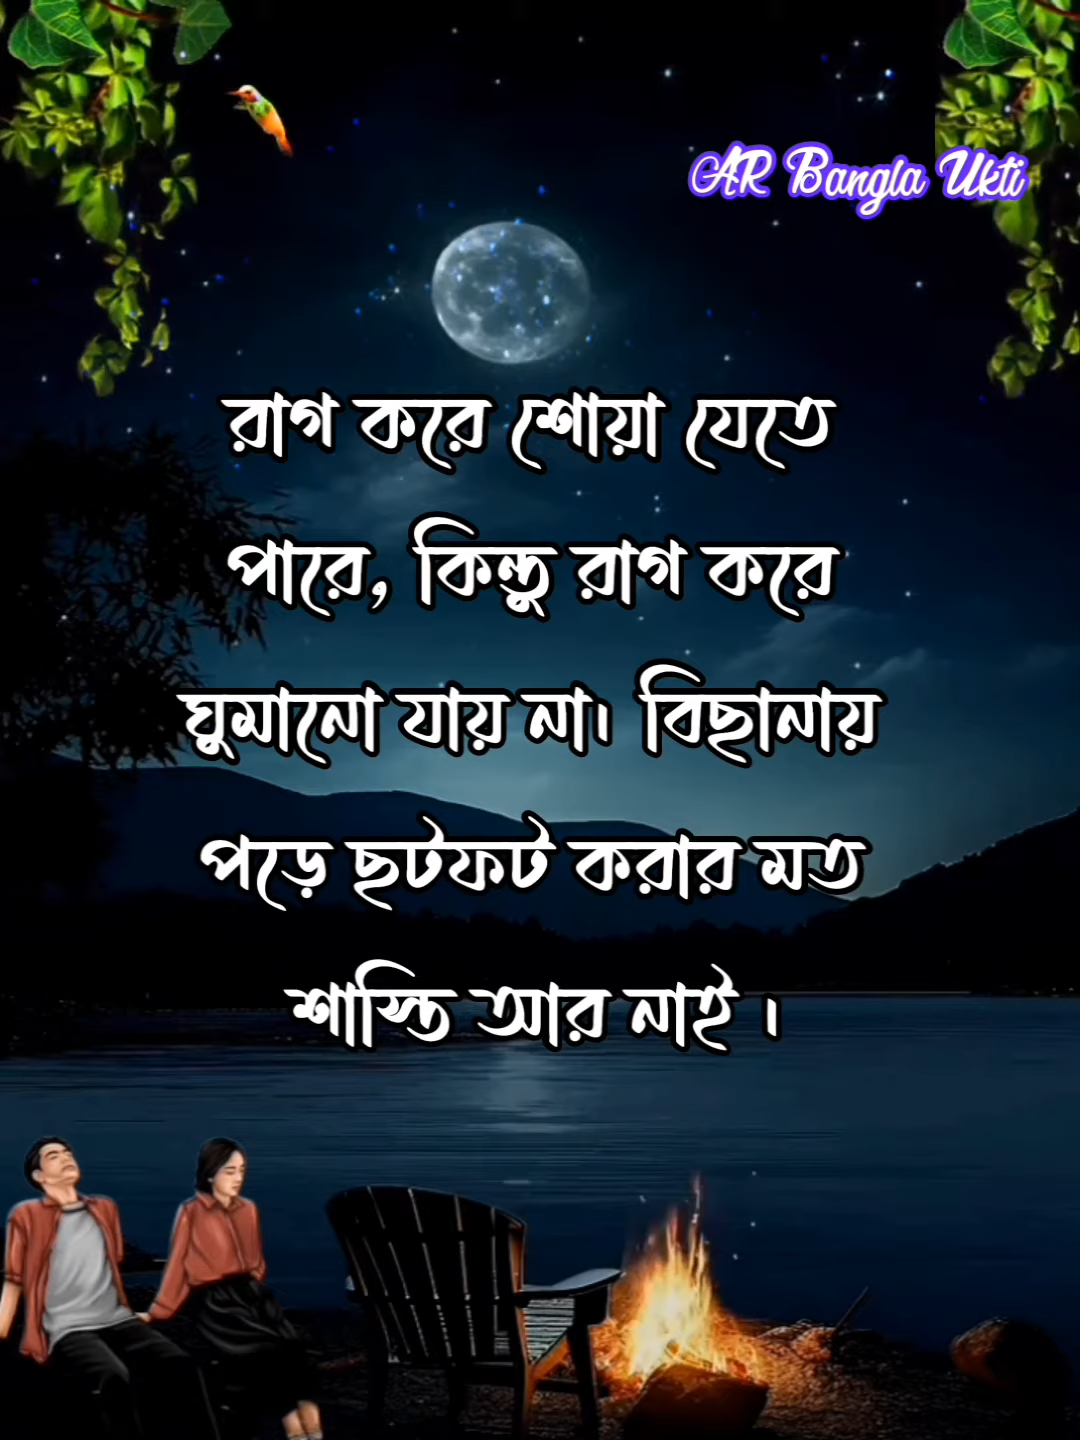 AR Bangla Ukti
রাগ করে শোয়া যেতে
পারে, কিন্তু রাগ করে
ঘুমানো যায় না। বিছানায়
পড়ে ছটফট করার মত
শাস্তি আর নাই ।